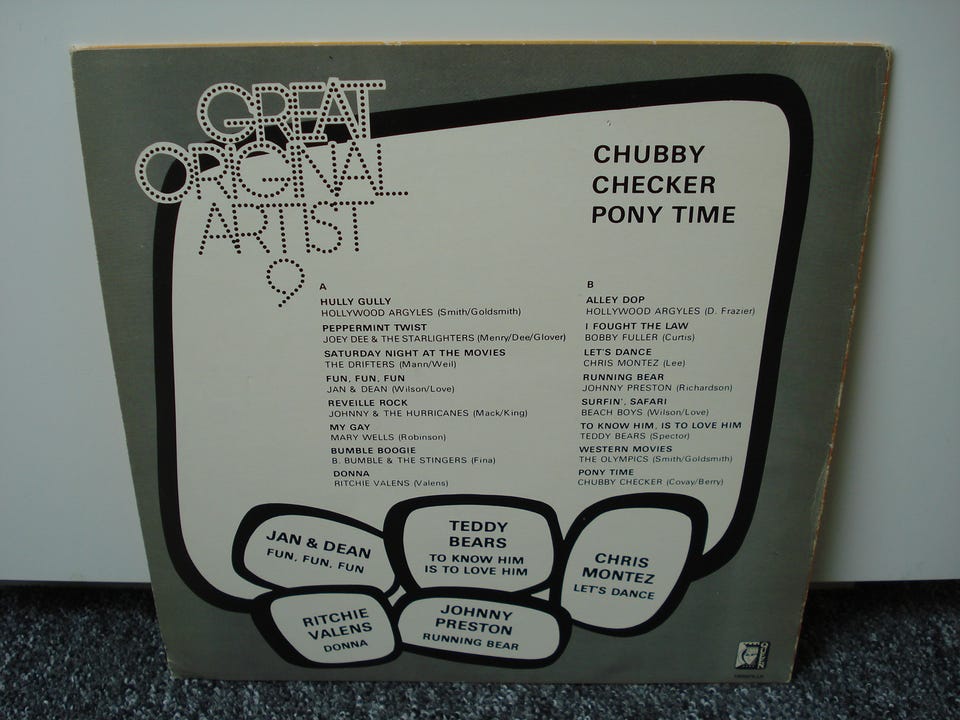 GREAT
ORIGINAL
ARTIST
9
CHUBBY
CHECKER
PONY TIME
A
HULLY GULLY
HOLLYWOOD ARGYLES (Smith/Goldsmith)
PEPPERMINT TWIST
JOEY DEE & THE STARLIGHTERS (Menry/Dee/Glover)
SATURDAY NIGHT AT THE MOVIES
THE DRIFTERS (Mann/Weil)
FUN, FUN, FUN
JAN & DEAN (Wilson/Love)
REVEILLE ROCK
JOHNNY & THE HURRICANES (Mack/King)
MY GAY
MARY WELLS (Robinson)
BUMBLE BOOGIE
B. BUMBLE & THE STINGERS (Fina)
DONNA
RITCHIE VALENS (Valens)
B
ALLEY DOP
HOLLYWOOD ARGYLES (D. Frazier)
I FOUGHT THE LAW
BOBBY FULLER (Curtis)
LET'S DANCE
CHRIS MONTEZ (Lee)
RUNNING BEAR
JOHNNY PRESTON (Richardson)
SURFIN', SAFARI
BEACH BOYS (Wilson/Love)
TO KNOW HIM, IS TO LOVE HIM
TEDDY BEARS (Spector)
WESTERN MOVIES
THE OLYMPICS (Smith/Goldsmith)
PONY TIME
CHUBBY CHECKER (Covay/Berry)
JAN & DEAN
FUN, FUN, FUN
TEDDY
BEARS
TO KNOW HIM
IS TO LOVE HIM
CHRIS
MONTEZ
LET'S DANCE
RITCHIE
VALENS
DONNA
JOHNNY
PRESTON
RUNNING BEAR